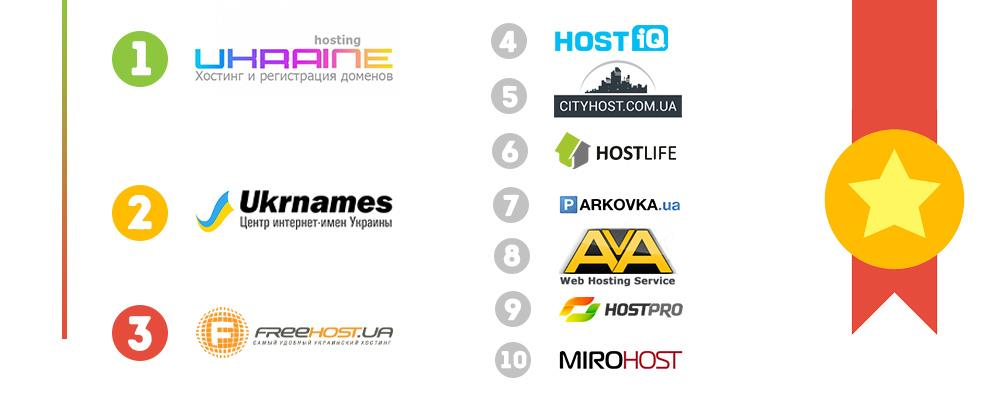 1
hosting
UKRAINE
Хостинг и регистрация доменов
2
Ukrnames
Центр интернет-имен Украины
3
FREEHOST.UA
САМЫЙ УДОБНЫЙ УКРАИНСКИЙ ХОСТИНГ
4
HOST iQ
5
CITYHOST.COM.UA
6
HOSTLIFE
7
PARKOVKA.ua
8
AvA
Web Hosting Service
9
HOSTPRO
10
MIROHOST